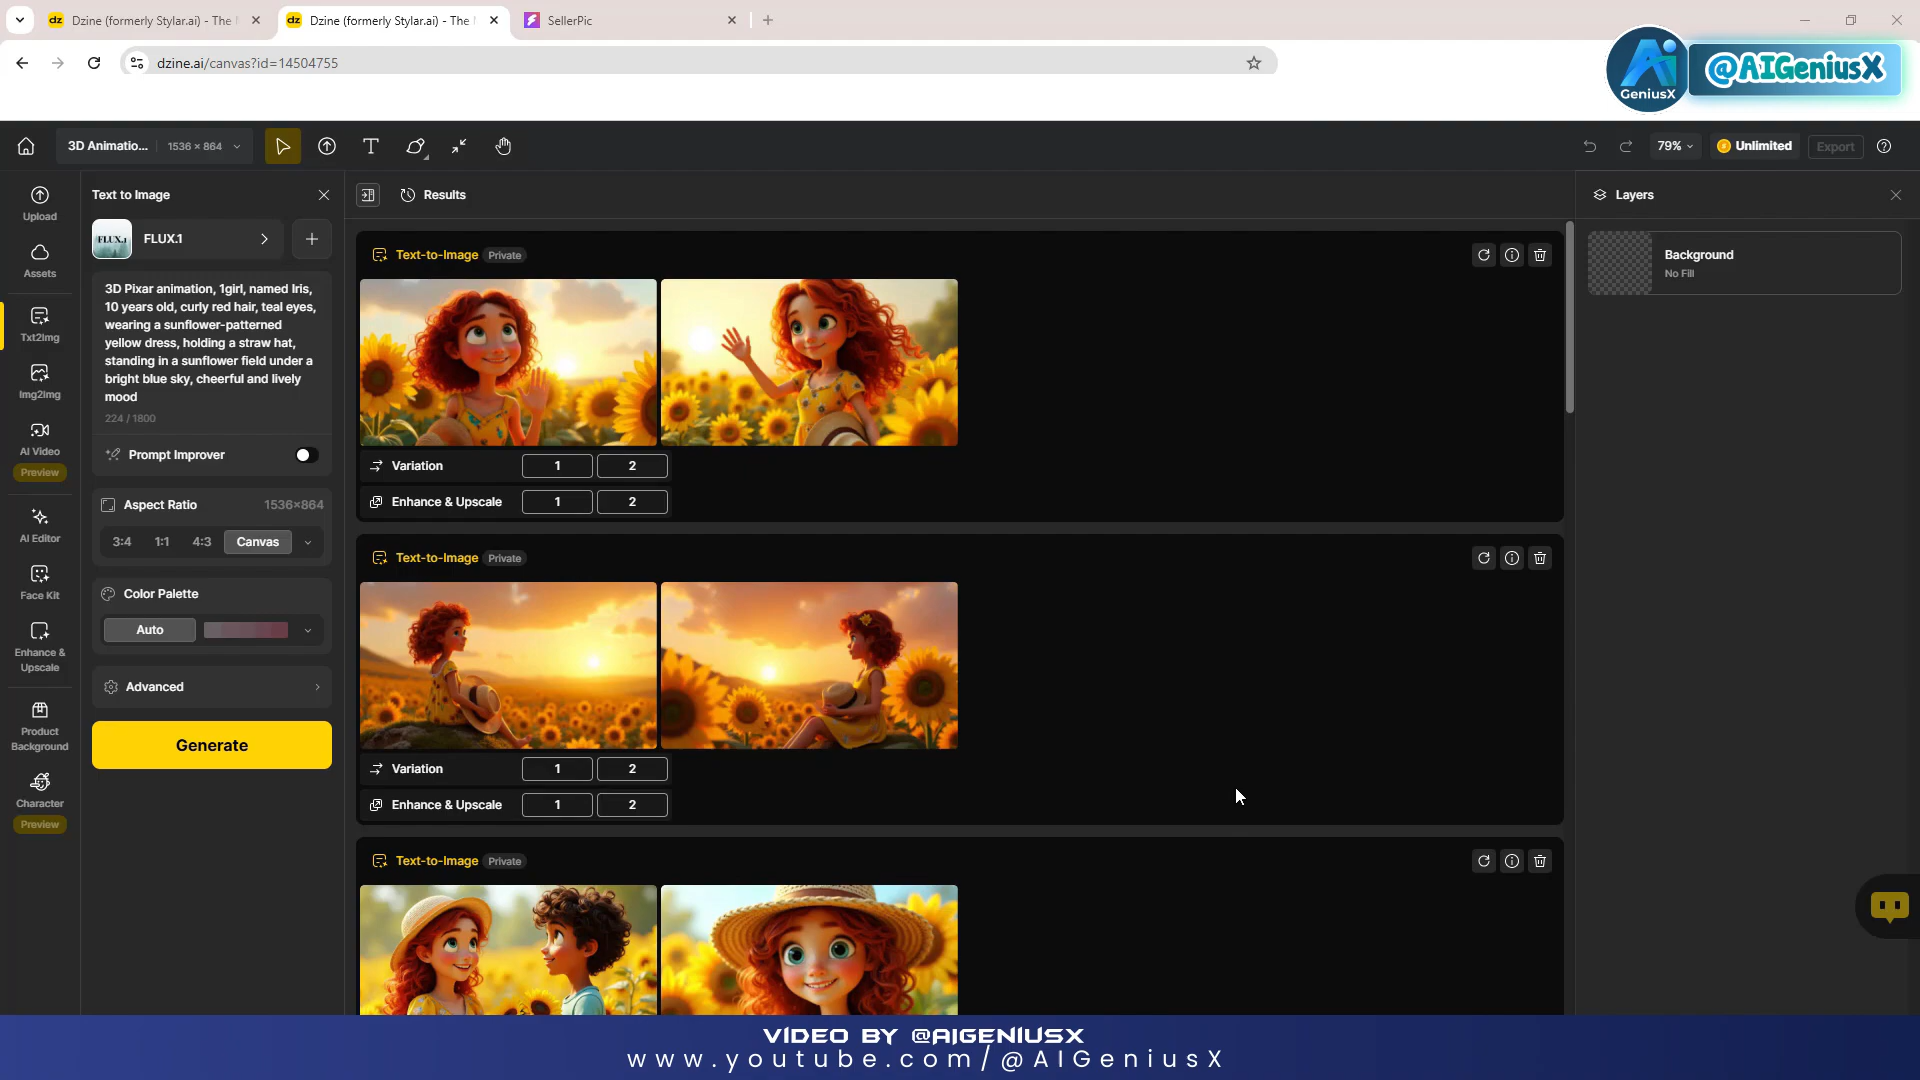 Dzine (formerly Stylar.ai) - The
Dzine (formerly Stylar.ai) - The
SellerPic
dzine.ai/canvas?id=14504755
Ai
GeniusX
@AIGeniusX
3D Animatio...
1536 × 864
79%
Unlimited
Export
Upload
Assets
Txt2Img
Img2Img
AI Video
Preview
AI Editor
Face Kit
Enhance &
Upscale
Product
Background
Character
Preview
Text to Image
FLUX.1
FLUX.1
3D Pixar animation, 1girl, named Iris,
10 years old, curly red hair, teal eyes,
wearing a sunflower-patterned
yellow dress, holding a straw hat,
standing in a sunflower field under a
bright blue sky, cheerful and lively
mood
224 / 1800
Prompt Improver
Aspect Ratio
1536×864
3:4
1:1
4:3
Canvas
Color Palette
Auto
Advanced
Generate
Results
Text-to-Image
Private
Variation
1
2
Enhance & Upscale
1
2
Text-to-Image
Private
Variation
1
2
Enhance & Upscale
1
2
Text-to-Image
Private
Layers
Background
No Fill
VIDEO BY @AIGENIUSX
www.youtube.com/@AIGeniusX